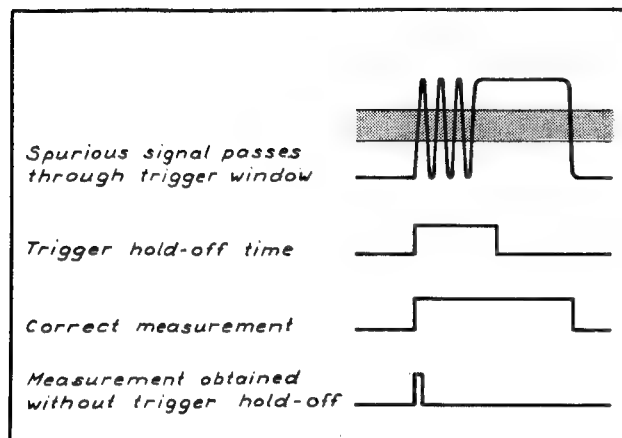 Spurious signal passes
through trigger window
Trigger hold-off time
Correct measurement
Measurement obtained
without trigger hold-off